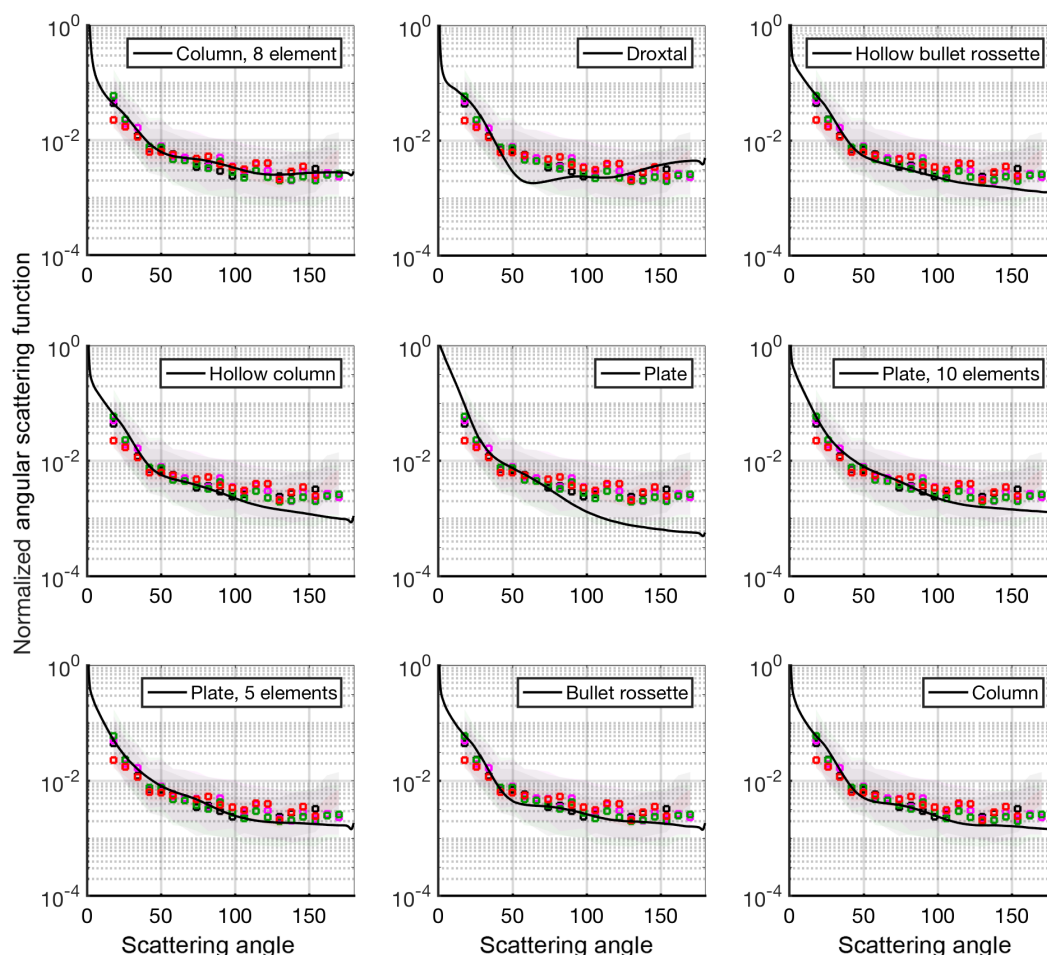 Normalized angular scattering function
10^0
10^-2
10^-4
0 50 100 150
Column, 8 element
10^0
10^-2
10^-4
0 50 100 150
Droxtal
10^0
10^-2
10^-4
0 50 100 150
Hollow bullet rossette
10^0
10^-2
10^-4
0 50 100 150
Hollow column
10^0
10^-2
10^-4
0 50 100 150
Plate
10^0
10^-2
10^-4
0 50 100 150
Plate, 10 elements
10^0
10^-2
10^-4
0 50 100 150
Plate, 5 elements
Scattering angle
10^0
10^-2
10^-4
0 50 100 150
Bullet rossette
Scattering angle
10^0
10^-2
10^-4
0 50 100 150
Column
Scattering angle